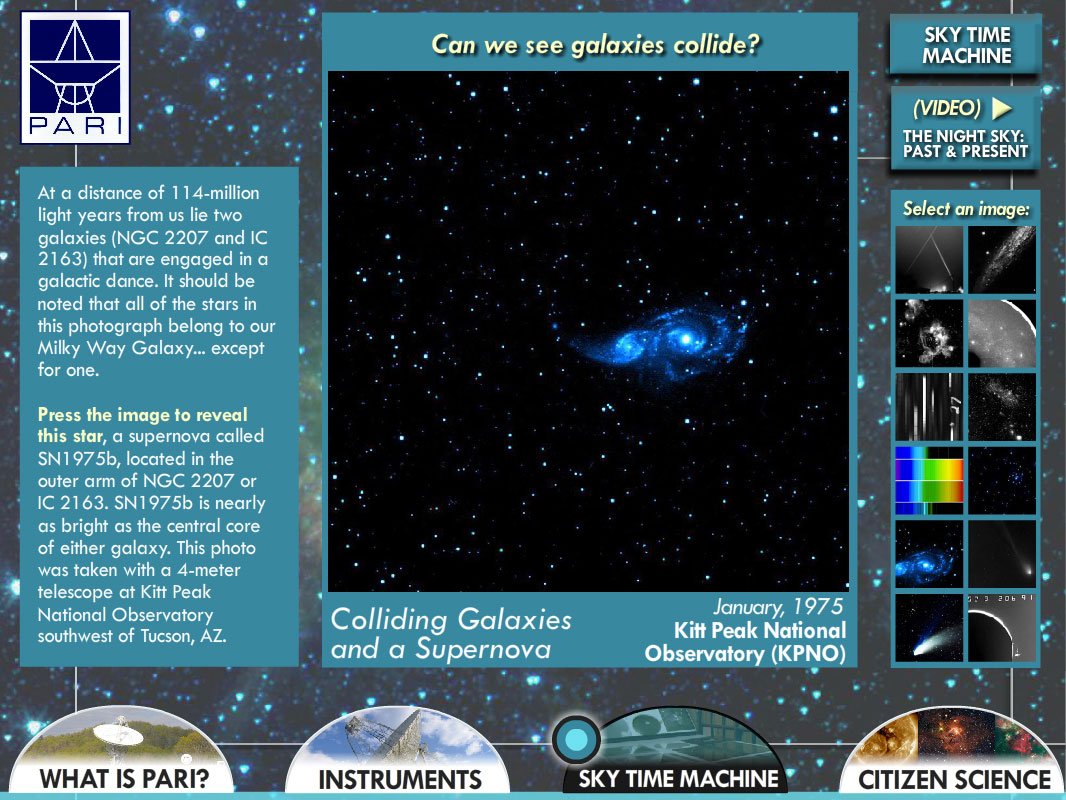 PARI
Can we see galaxies collide?
SKY TIME
MACHINE
(VIDEO)
THE NIGHT SKY:
PAST & PRESENT
At a distance of 114-million
light years from us lie two
galaxies (NGC 2207 and IC
2163) that are engaged in a
galactic dance. It should be
noted that all of the stars in
this photograph belong to our
Milky Way Galaxy... except
for one.
Press the image to reveal
this star, a supernova called
SN1975b, located in the
outer arm of NGC 2207 or
IC 2163. SN1975b is nearly
as bright as the central core
of either galaxy. This photo
was taken with a 4-meter
telescope at Kitt Peak
National Observatory
southwest of Tucson, AZ.
Colliding Galaxies
and a Supernova
January, 1975
Kitt Peak National
Observatory (KPNO)
Select an image:
WHAT IS PARI?
INSTRUMENTS
SKY TIME MACHINE
CITIZEN SCIENCE